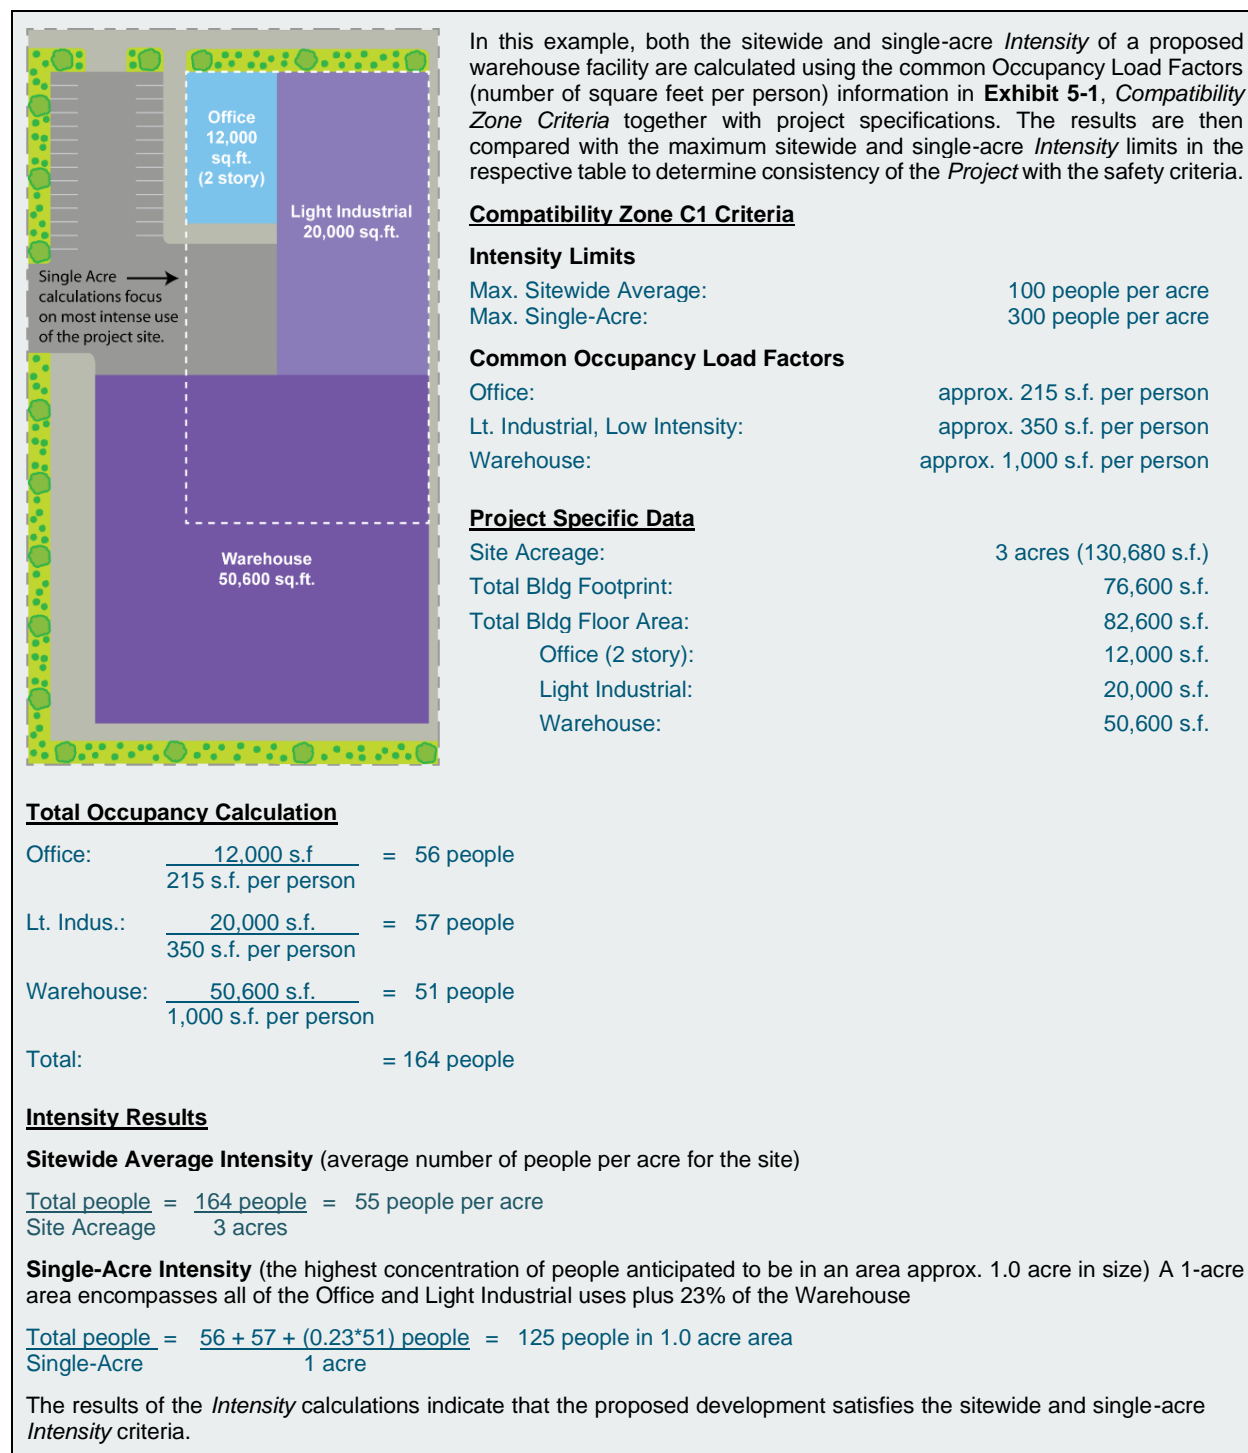 Office
12,000
sq.ft.
(2 story)
Light Industrial
20,000 sq.ft.
Single Acre
calculations focus
on most intense use
of the project site.
Warehouse
50,600 sq.ft.
In this example, both the sitewide and single-acre Intensity of a proposed
warehouse facility are calculated using the common Occupancy Load Factors
(number of square feet per person) information in Exhibit 5-1, Compatibility
Zone Criteria together with project specifications. The results are then
compared with the maximum sitewide and single-acre Intensity limits in the
respective table to determine consistency of the Project with the safety criteria.
Compatibility Zone C1 Criteria
Intensity Limits
Max. Sitewide Average: 100 people per acre
Max. Single-Acre: 300 people per acre
Common Occupancy Load Factors
Office: approx. 215 s.f. per person
Lt. Industrial, Low Intensity: approx. 350 s.f. per person
Warehouse: approx. 1,000 s.f. per person
Project Specific Data
Site Acreage: 3 acres (130,680 s.f.)
Total Bldg Footprint: 76,600 s.f.
Total Bldg Floor Area: 82,600 s.f.
Office (2 story): 12,000 s.f.
Light Industrial: 20,000 s.f.
Warehouse: 50,600 s.f.
Total Occupancy Calculation
Office: 12,000 s.f = 56 people
215 s.f. per person
Lt. Indus.: 20,000 s.f. = 57 people
350 s.f. per person
Warehouse: 50,600 s.f. = 51 people
1,000 s.f. per person
Total: = 164 people
Intensity Results
Sitewide Average Intensity (average number of people per acre for the site)
Total people = 164 people = 55 people per acre
Site Acreage 3 acres
Single-Acre Intensity (the highest concentration of people anticipated to be in an area approx. 1.0 acre in size) A 1-acre
area encompasses all of the Office and Light Industrial uses plus 23% of the Warehouse
Total people = 56 + 57 + (0.23*51) people = 125 people in 1.0 acre area
Single-Acre 1 acre
The results of the Intensity calculations indicate that the proposed development satisfies the sitewide and single-acre
Intensity criteria.